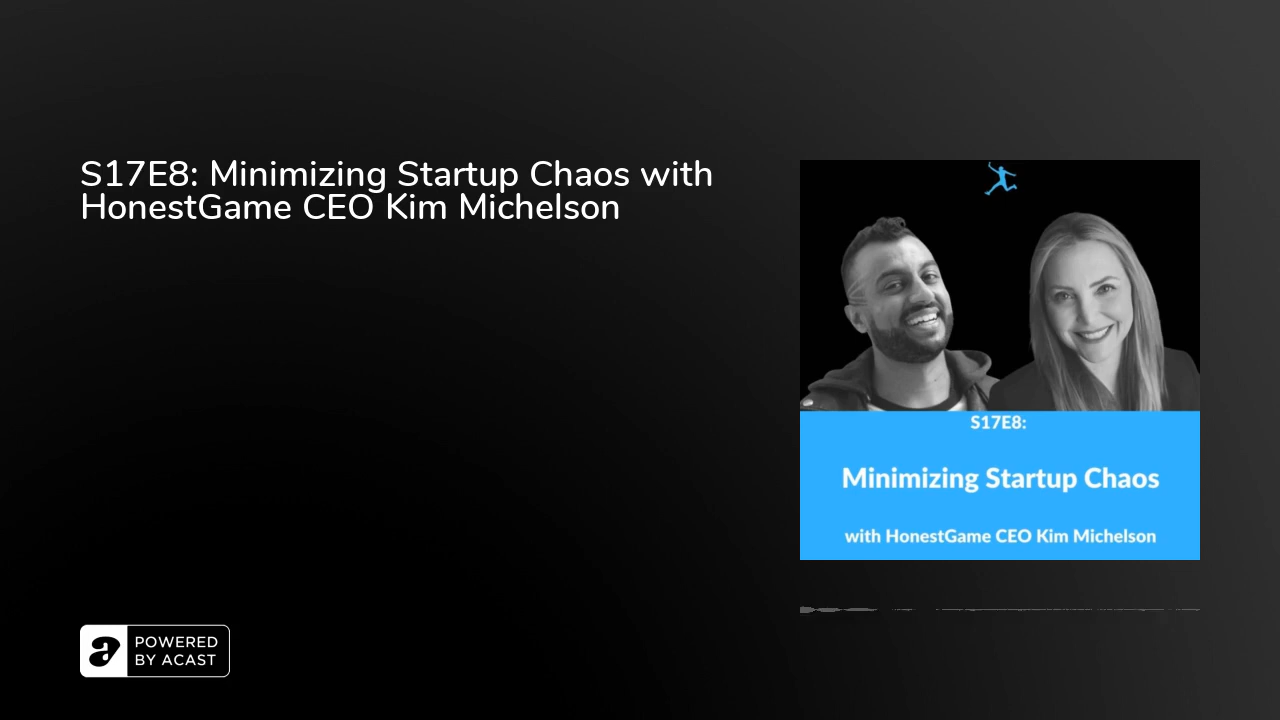 S17E8: Minimizing Startup Chaos with
HonestGame CEO Kim Michelson
S17E8:
Minimizing Startup Chaos
with HonestGame CEO Kim Michelson
a POWERED
BY ACAST